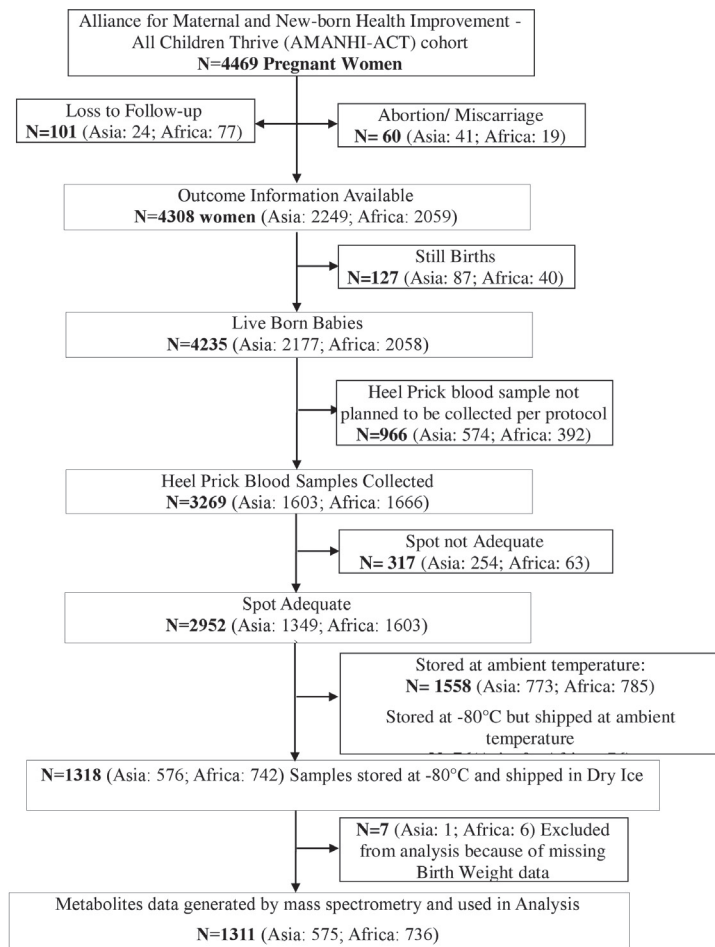 Alliance for Maternal and New-born Health Improvement -
All Children Thrive (AMANHI-ACT) cohort
N=4469 Pregnant Women
Loss to Follow-up
N=101 (Asia: 24; Africa: 77)
Abortion/ Miscarriage
N= 60 (Asia: 41; Africa: 19)
Outcome Information Available
N=4308 women (Asia: 2249; Africa: 2059)
Still Births
N=127 (Asia: 87; Africa: 40)
Live Born Babies
N=4235 (Asia: 2177; Africa: 2058)
Heel Prick blood sample not
planned to be collected per protocol
N=966 (Asia: 574; Africa: 392)
Heel Prick Blood Samples Collected
N=3269 (Asia: 1603; Africa: 1666)
Spot not Adequate
N= 317 (Asia: 254; Africa: 63)
Spot Adequate
N=2952 (Asia: 1349; Africa: 1603)
Stored at ambient temperature:
N= 1558 (Asia: 773; Africa: 785)
Stored at -80°C but shipped at ambient
temperature
N=1318 (Asia: 576; Africa: 742) Samples stored at -80°C and shipped in Dry Ice
N=7 (Asia: 1; Africa: 6) Excluded
from analysis because of missing
Birth Weight data
Metabolites data generated by mass spectrometry and used in Analysis
N=1311 (Asia: 575; Africa: 736)